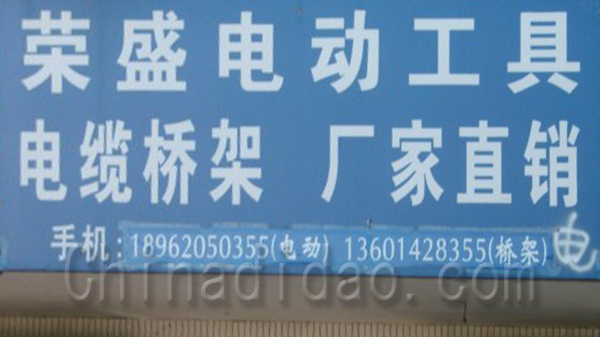 荣盛电动工具
电缆桥架 厂家直销
手机:18962050355(电动) 13601428355(桥架)
电
Chinadidao.com